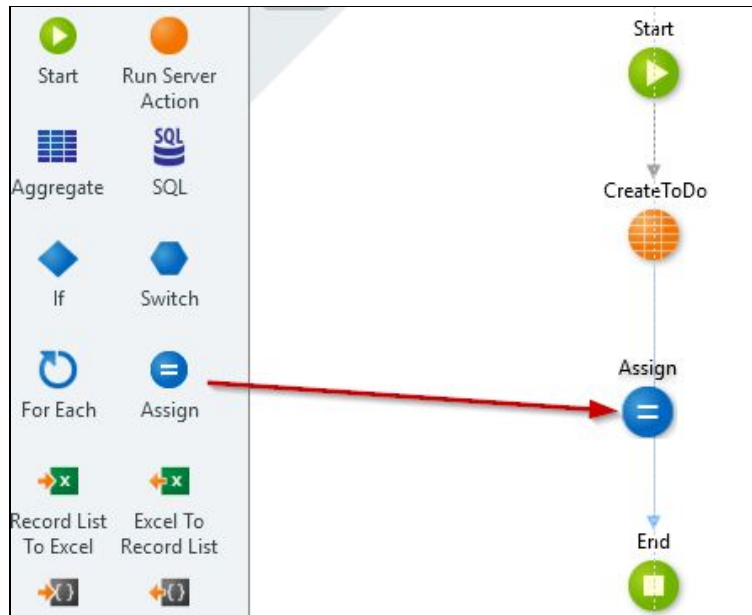 Start
Run Server
Action
Aggregate
SQL
SQL
If
Switch
For Each
Assign
Record List
To Excel
Excel To
Record List
Start
CreateToDo
Assign
End